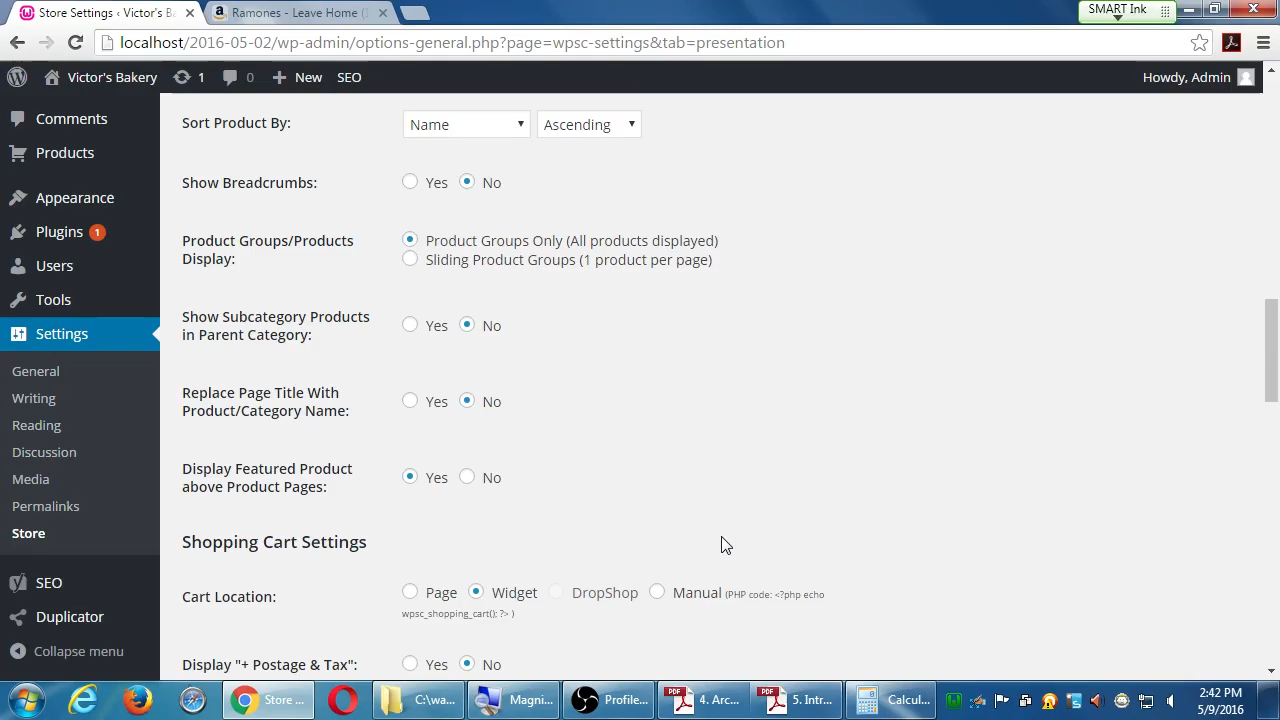 Store Settings ‹ Victor's Ba
Ramones - Leave Home (
SMART Ink
localhost/2016-05-02/wp-admin/options-general.php?page=wpsc-settings&tab=presentation
Victor's Bakery
1
0
New
SEO
Howdy, Admin
Comments
Products
Appearance
Plugins 1
Users
Tools
Settings
General
Writing
Reading
Discussion
Media
Permalinks
Store
SEO
Duplicator
Collapse menu
Sort Product By:
Name
Ascending
Show Breadcrumbs:
Yes No
Product Groups/Products
Display:
Product Groups Only (All products displayed)
Sliding Product Groups (1 product per page)
Show Subcategory Products
in Parent Category:
Yes No
Replace Page Title With
Product/Category Name:
Yes No
Display Featured Product
above Product Pages:
Yes No
Shopping Cart Settings
Cart Location:
Page Widget DropShop Manual (PHP code: <?php echo
wpsc_shopping_cart(); ?> )
Display "+ Postage & Tax":
Yes No
Store ...
C:\wa...
Magni...
Profile...
4. Arc...
5. Intr...
Calcul...
2:42 PM
5/9/2016